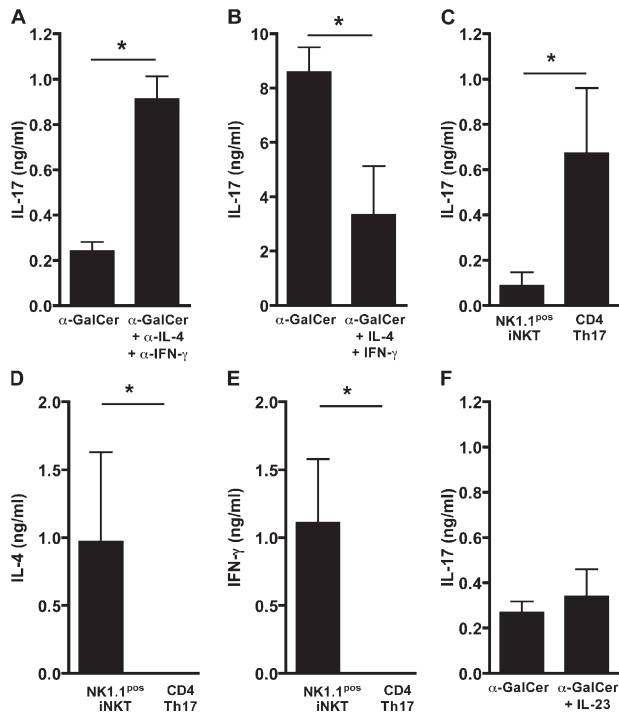 A
IL-17 (ng/ml)
1.2
1.0
0.8
0.6
0.4
0.2
0.0
*
α-GalCer
α-GalCer
+ α-IL-4
+ α-IFN-γ
B
IL-17 (ng/ml)
10
8
6
4
2
0
*
α-GalCer
α-GalCer
+ IL-4
+ IFN-γ
C
IL-17 (ng/ml)
1.2
1.0
0.8
0.6
0.4
0.2
0.0
*
NK1.1pos
iNKT
CD4
Th17
D
IL-4 (ng/ml)
2.0
1.5
1.0
0.5
0.0
*
NK1.1pos
iNKT
CD4
Th17
E
IFN-γ (ng/ml)
2.0
1.5
1.0
0.5
0.0
*
NK1.1pos
iNKT
CD4
Th17
F
IL-17 (ng/ml)
1.2
1.0
0.8
0.6
0.4
0.2
0.0
α-GalCer
α-GalCer
+ IL-23